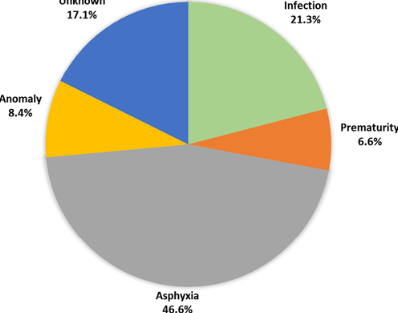 Unknown
17.1%
Infection
21.3%
Anomaly
8.4%
Prematurity
6.6%
Asphyxia
46.6%